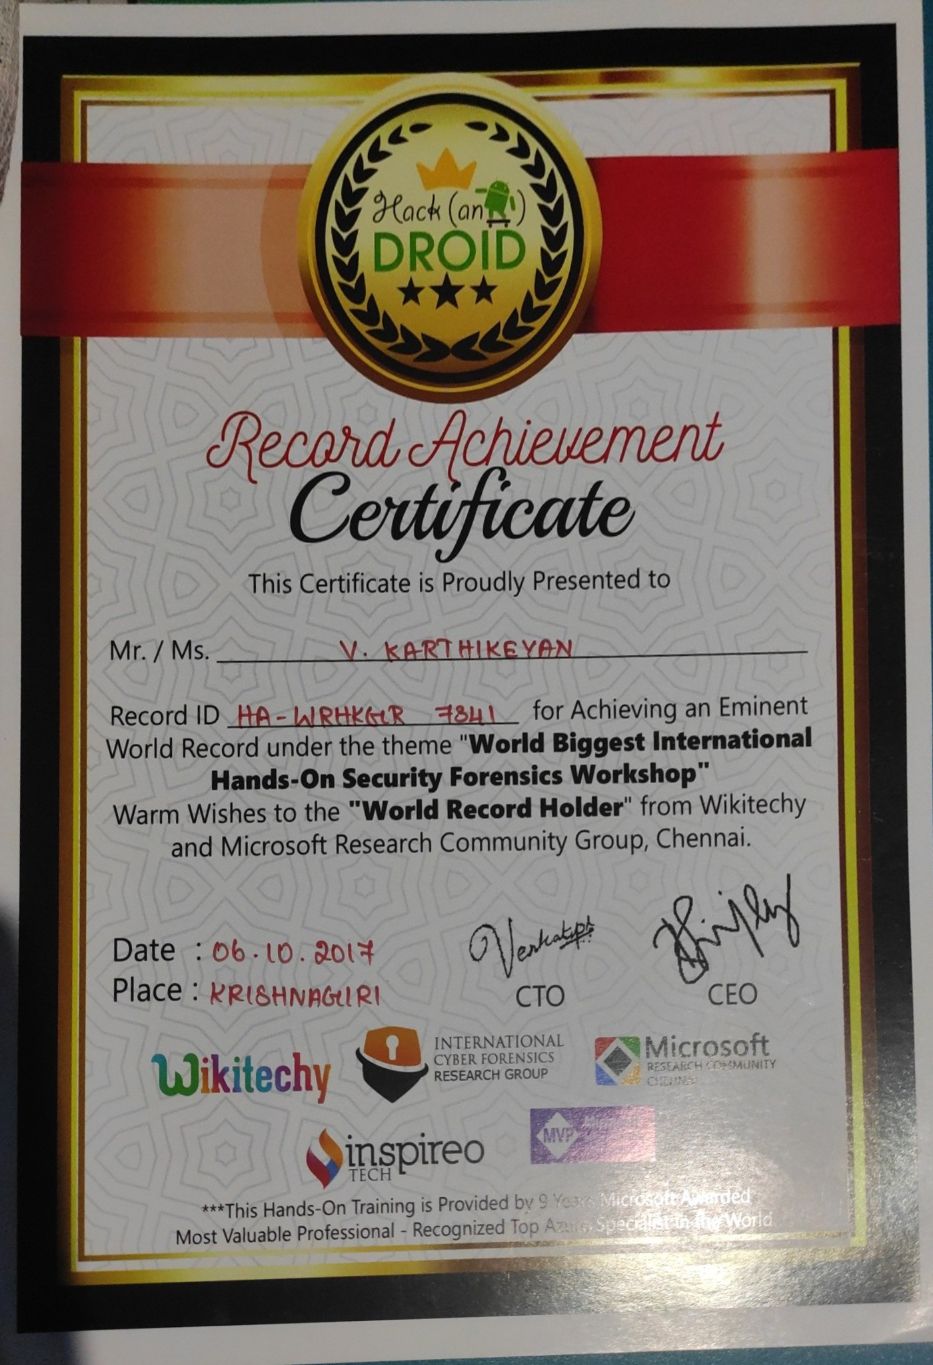 Hack (an )
DROID
Record Achievement
Certificate
This Certificate is Proudly Presented to
Mr. / Ms. V. KARTHIKEYAN
Record ID HA-WRHKGIR 7841 for Achieving an Eminent
World Record under the theme "World Biggest International
Hands-On Security Forensics Workshop"
Warm Wishes to the "World Record Holder" from Wikitechy
and Microsoft Research Community Group, Chennai.
Date : 06.10.2017
Place : KRISHNAGIRI
CTO
CEO
Wikitechy
INTERNATIONAL
CYBER FORENSICS
RESEARCH GROUP
Microsoft
RESEARCH COMMUNITY
CHENNAI
inspireo
TECH
MVP
***This Hands-On Training is Provided by 9 Years Microsoft Awarded
Most Valuable Professional - Recognized Top Azure Specialist in the World